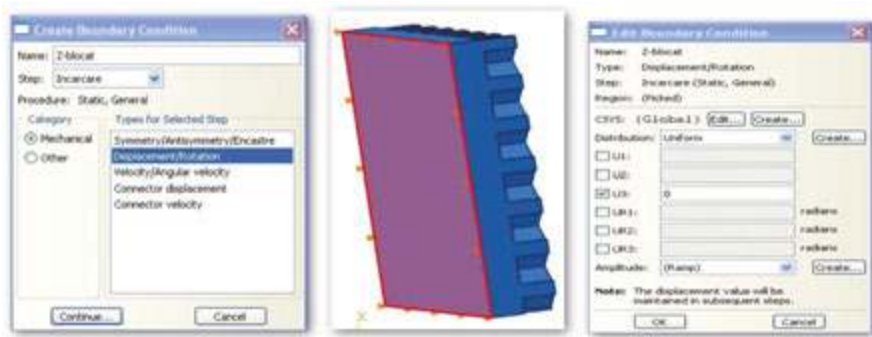 Create Boundary Condition
Name: Z-blocat
Step: Incarcare
Procedure: Static, General
Category
Types for Selected Step
Mechanical
Other
Symmetry/Antisymmetry/Encastre
Displacement/Rotation
Velocity/Angular velocity
Connector displacement
Connector velocity
Continue...
Cancel
X
Edit Boundary Condition
Name: Z-blocat
Type: Displacement/Rotation
Step: Incarcare (Static, General)
Region: (Picked)
CSYS: (Global) Edit... Create...
Distribution: Uniform Create...
U1:
U2:
U3: 0
UR1: radians
UR2: radians
UR3: radians
Amplitude: (Ramp) Create...
Note: The displacement value will be
maintained in subsequent steps.
OK
Cancel